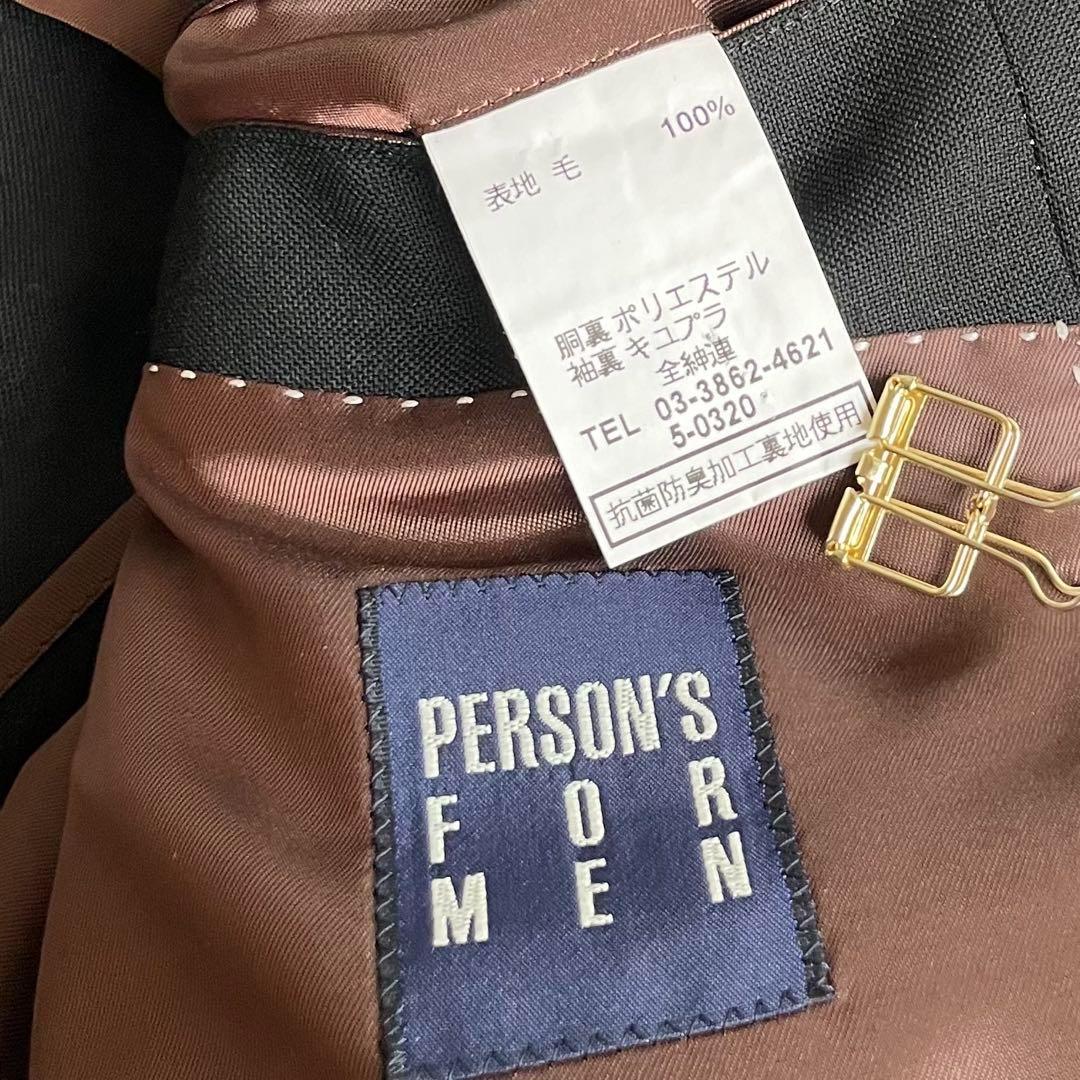 表地 毛 100%
胴裏 ポリエステル
袖裏 キュプラ
全紳連
TEL 03-3862-4621
5-0320
抗菌防臭加工裏地使用
PERSON'S
F O R
M E N